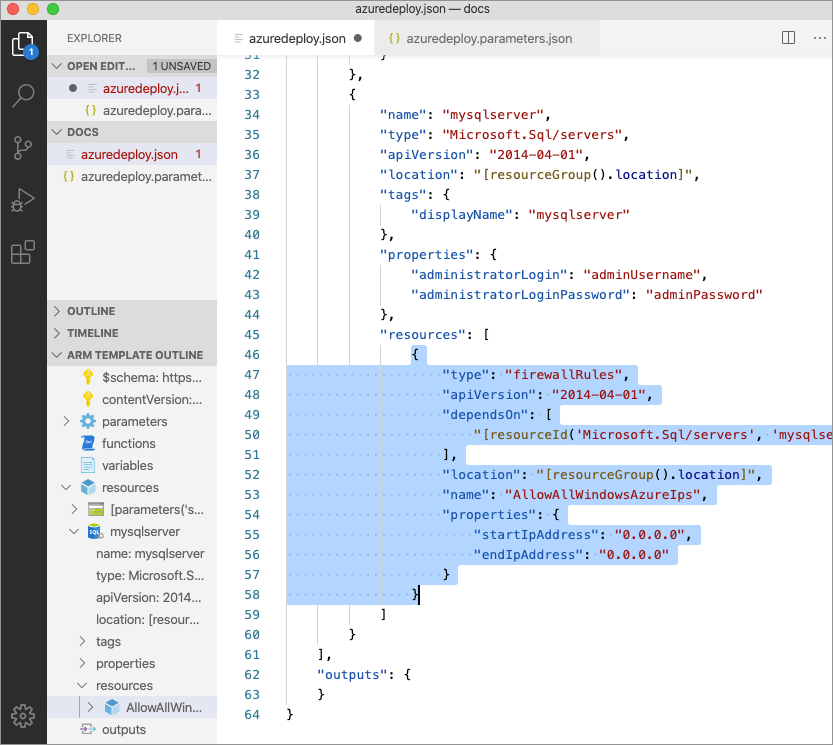 azuredeploy.json — docs
EXPLORER
OPEN EDIT...
1 UNSAVED
azuredeploy.j... 1
azuredeploy.para...
DOCS
azuredeploy.json 1
azuredeploy.paramet...
OUTLINE
TIMELINE
ARM TEMPLATE OUTLINE
$schema: https...
contentVersion:...
parameters
functions
variables
resources
[parameters('s...
mysqlserver
name: mysqlserver
type: Microsoft.S...
apiVersion: 2014...
location: [resour...
tags
properties
resources
AllowAllWin...
outputs
1
SQL
azuredeploy.json
{} azuredeploy.parameters.json
31 }
32 },
33 {
34 "name": "mysqlserver",
35 "type": "Microsoft.Sql/servers",
36 "apiVersion": "2014-04-01",
37 "location": "[resourceGroup().location]",
38 "tags": {
39 "displayName": "mysqlserver"
40 },
41 "properties": {
42 "administratorLogin": "adminUsername",
43 "administratorLoginPassword": "adminPassword"
44 },
45 "resources": [
46 {
47 "type": "firewallRules",
48 "apiVersion": "2014-04-01",
49 "dependsOn": [
50 "[resourceId('Microsoft.Sql/servers', 'mysqlse
51 ],
52 "location": "[resourceGroup().location]",
53 "name": "AllowAllWindowsAzureIps",
54 "properties": {
55 "startIpAddress": "0.0.0.0",
56 "endIpAddress": "0.0.0.0"
57 }
58 }
59 ]
60 }
61 ],
62 "outputs": {
63 }
64 }